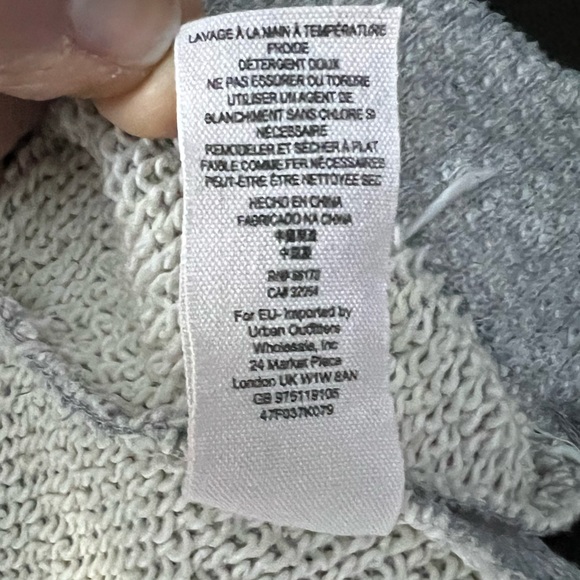 LAVAGE À LA MAIN À TEMPÉRATURE
FROIDE
DÉTERGENT DOUX
NE PAS ESSORER OU TORDRE
UTILISER UN AGENT DE
BLANCHIMENT SANS CHLORE SI
NÉCESSAIRE
REMODELER ET SÉCHER À PLAT
FAIBLE COMME FER NÉCESSAIRES
PEUT-ÊTRE ÊTRE NETTOYÉE SEC
HECHO EN CHINA
FABRICADO NA CHINA
中國製造
中国製
RN# 66170
CA# 32054
For EU- Imported by
Urban Outfitters
Wholesale, Inc
24 Market Place
London UK W1W 8AN
GB 975119105
47F037K079